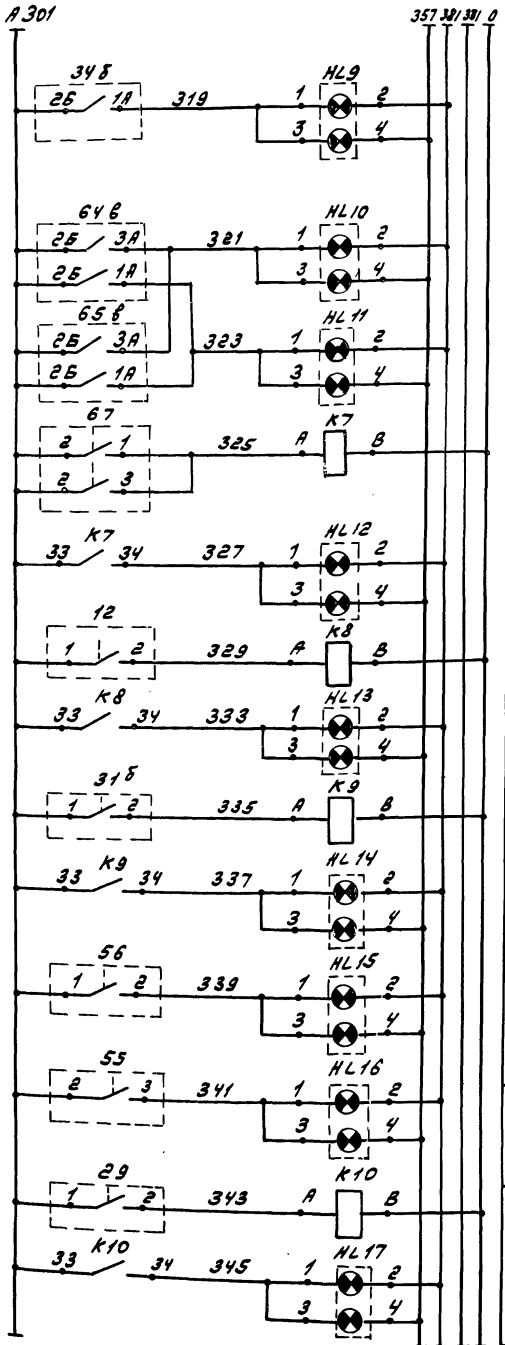 А 301 357 381 381 0
34б HL9
2Б 1А 319 1 2
3 4
64в HL10
2Б 3А 321 1 2
2Б 1А 3 4
65в HL11
2Б 3А 323 1 2
2Б 1А 3 4
67 К7
2 1 325 А В
2 3
К7 HL12
33 34 327 1 2
3 4
12 К8
1 2 329 А В
К8 HL13
33 34 333 1 2
3 4
31б К9
1 2 335 А В
К9 HL14
33 34 337 1 2
3 4
56 HL15
1 2 339 1 2
3 4
55 HL16
2 3 341 1 2
3 4
29 К10
1 2 343 А В
К10 HL17
33 34 345 1 2
3 4